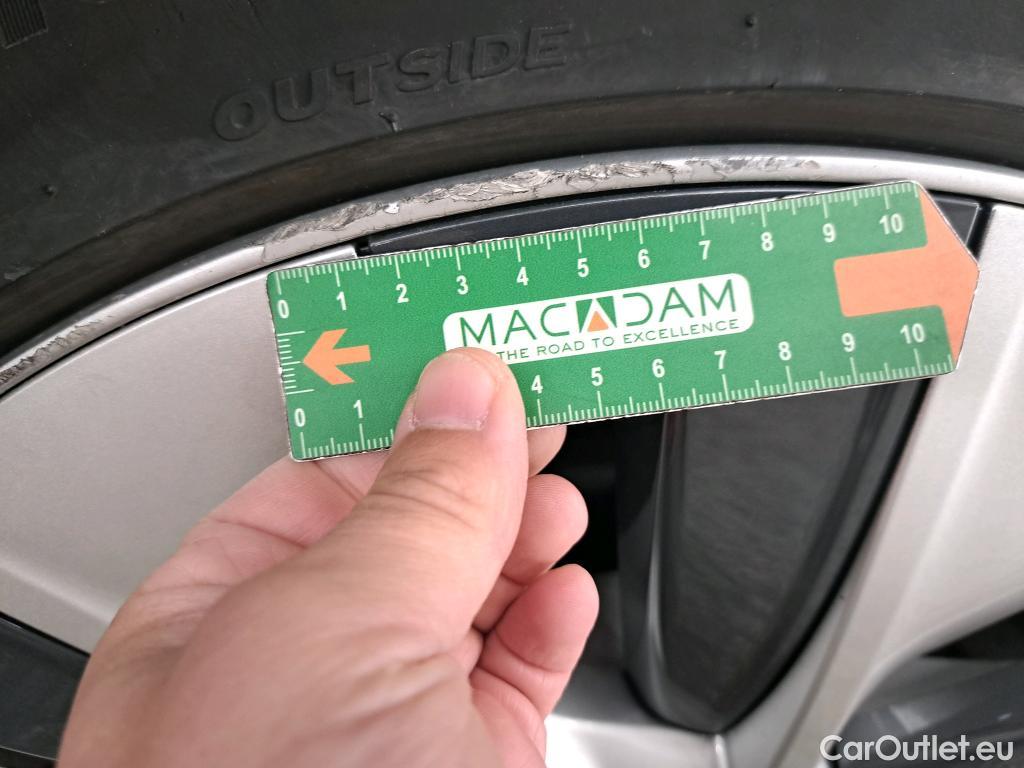 OUTSIDE
0 1 2 3 4 5 6 7 8 9 10
MACADAM
THE ROAD TO EXCELLENCE
0 1 4 5 6 7 8 9 10
CarOutlet.eu